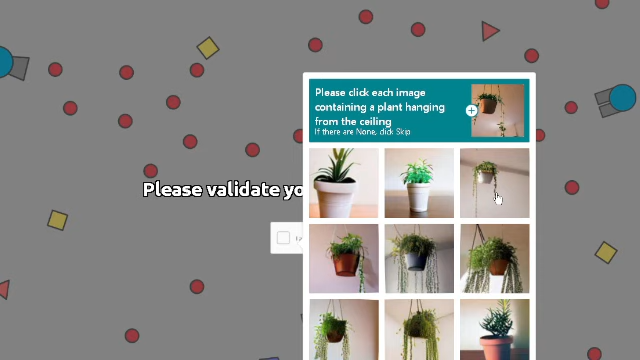 Please click each image
containing a plant hanging
from the ceiling
If there are None, click Skip
Please validate yo